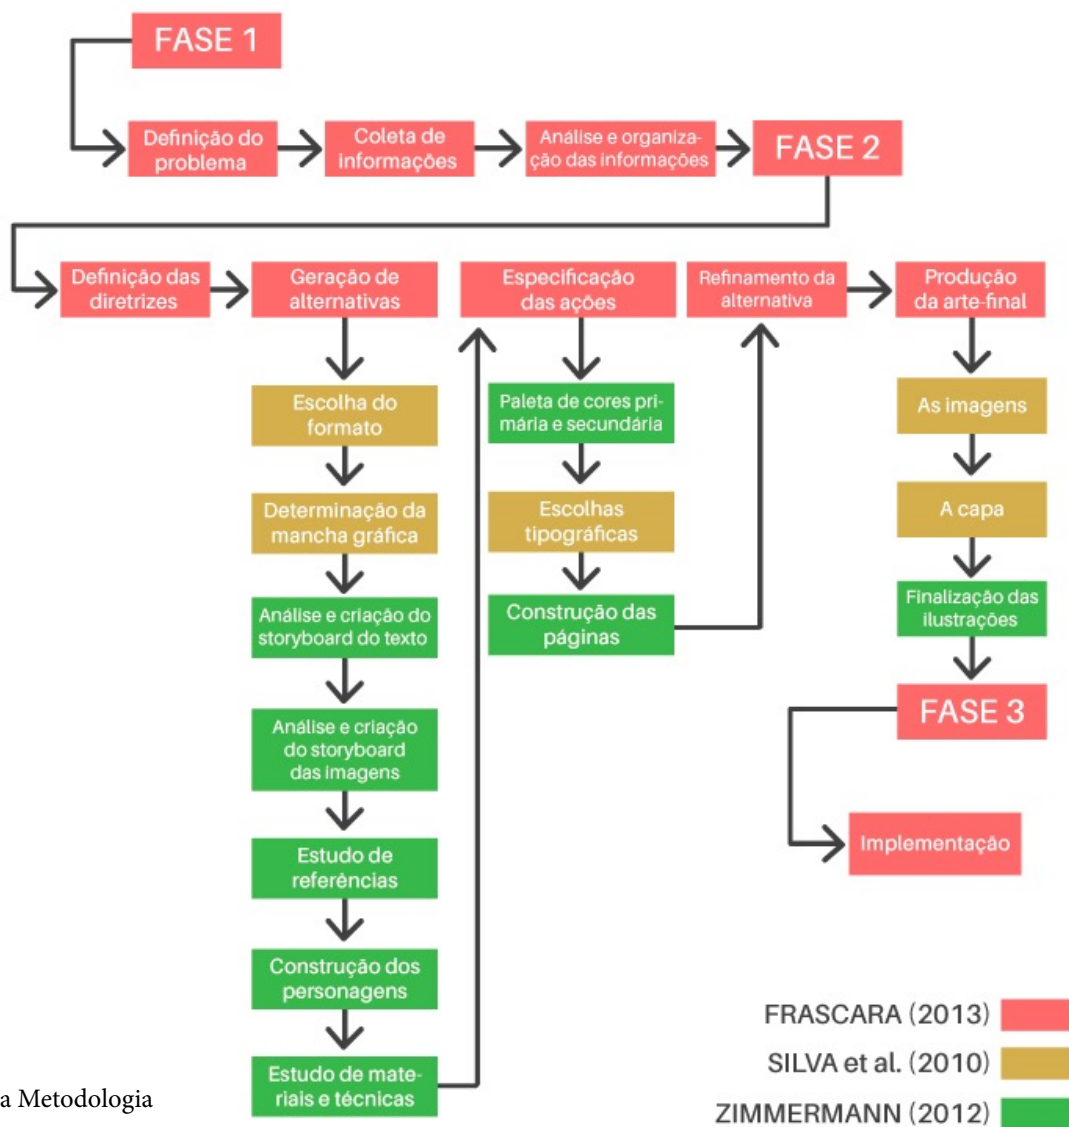 FASE 1
Definição do
problema
Coleta de
informações
Análise e organiza-
ção das informações
FASE 2
Definição das
diretrizes
Geração de
alternativas
Escolha do
formato
Determinação da
mancha gráfica
Análise e criação do
storyboard do texto
Análise e criação
do storyboard
das imagens
Estudo de
referências
Construção dos
personagens
Estudo de mate-
riais e técnicas
Especificação
das ações
Paleta de cores pri-
mária e secundária
Escolhas
tipográficas
Construção das
páginas
Refinamento da
alternativa
Produção
da arte-final
As imagens
A capa
Finalização das
ilustrações
FASE 3
Implementação
FRASCARA (2013)
SILVA et al. (2010)
ZIMMERMANN (2012)
a Metodologia